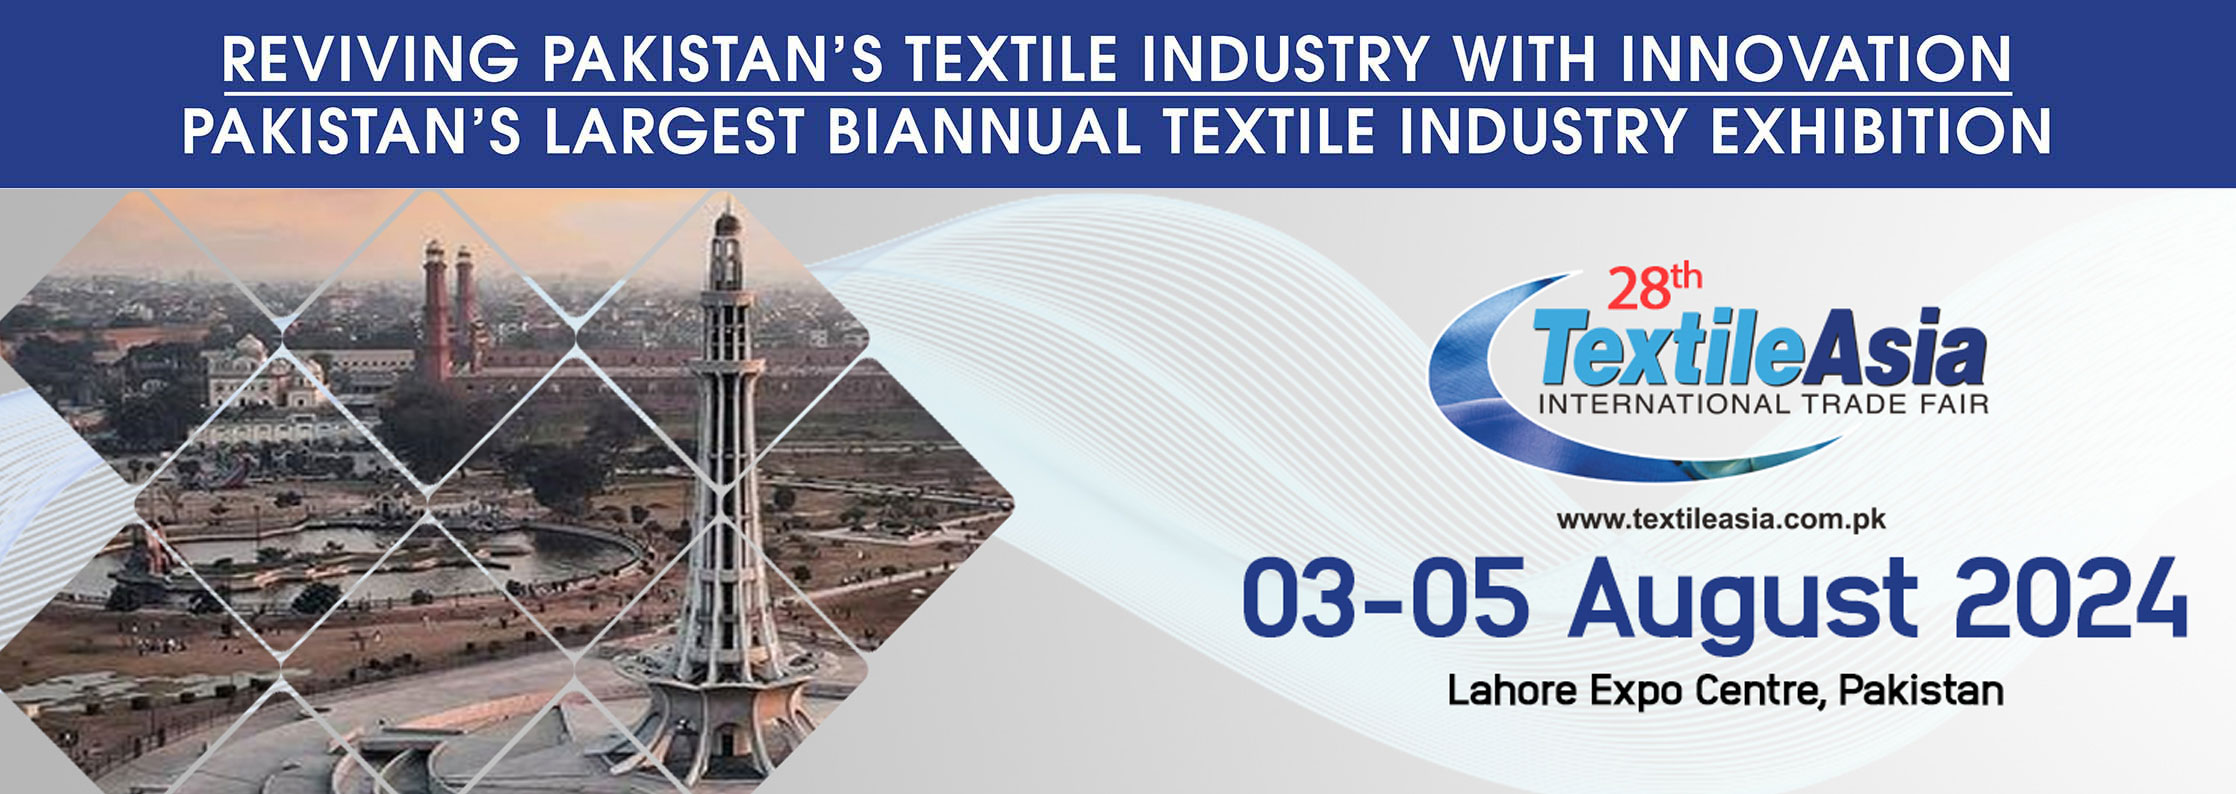 REVIVING PAKISTAN'S TEXTILE INDUSTRY WITH INNOVATION
PAKISTAN'S LARGEST BIANNUAL TEXTILE INDUSTRY EXHIBITION
28th
TextileAsia
INTERNATIONAL TRADE FAIR
www.textileasia.com.pk
03-05 August 2024
Lahore Expo Centre, Pakistan